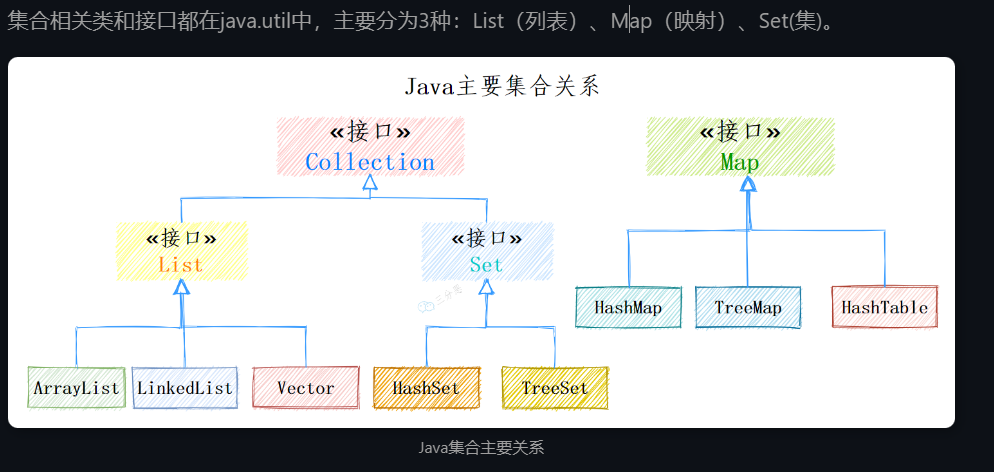 集合相关类和接口都在java.util中，主要分为3种：List（列表）、Map（映射）、Set(集)。
Java主要集合关系
«接口» «接口»
Collection Map
«接口» «接口»
List Set
三分恶
HashMap TreeMap HashTable
ArrayList LinkedList Vector HashSet TreeSet
Java集合主要关系